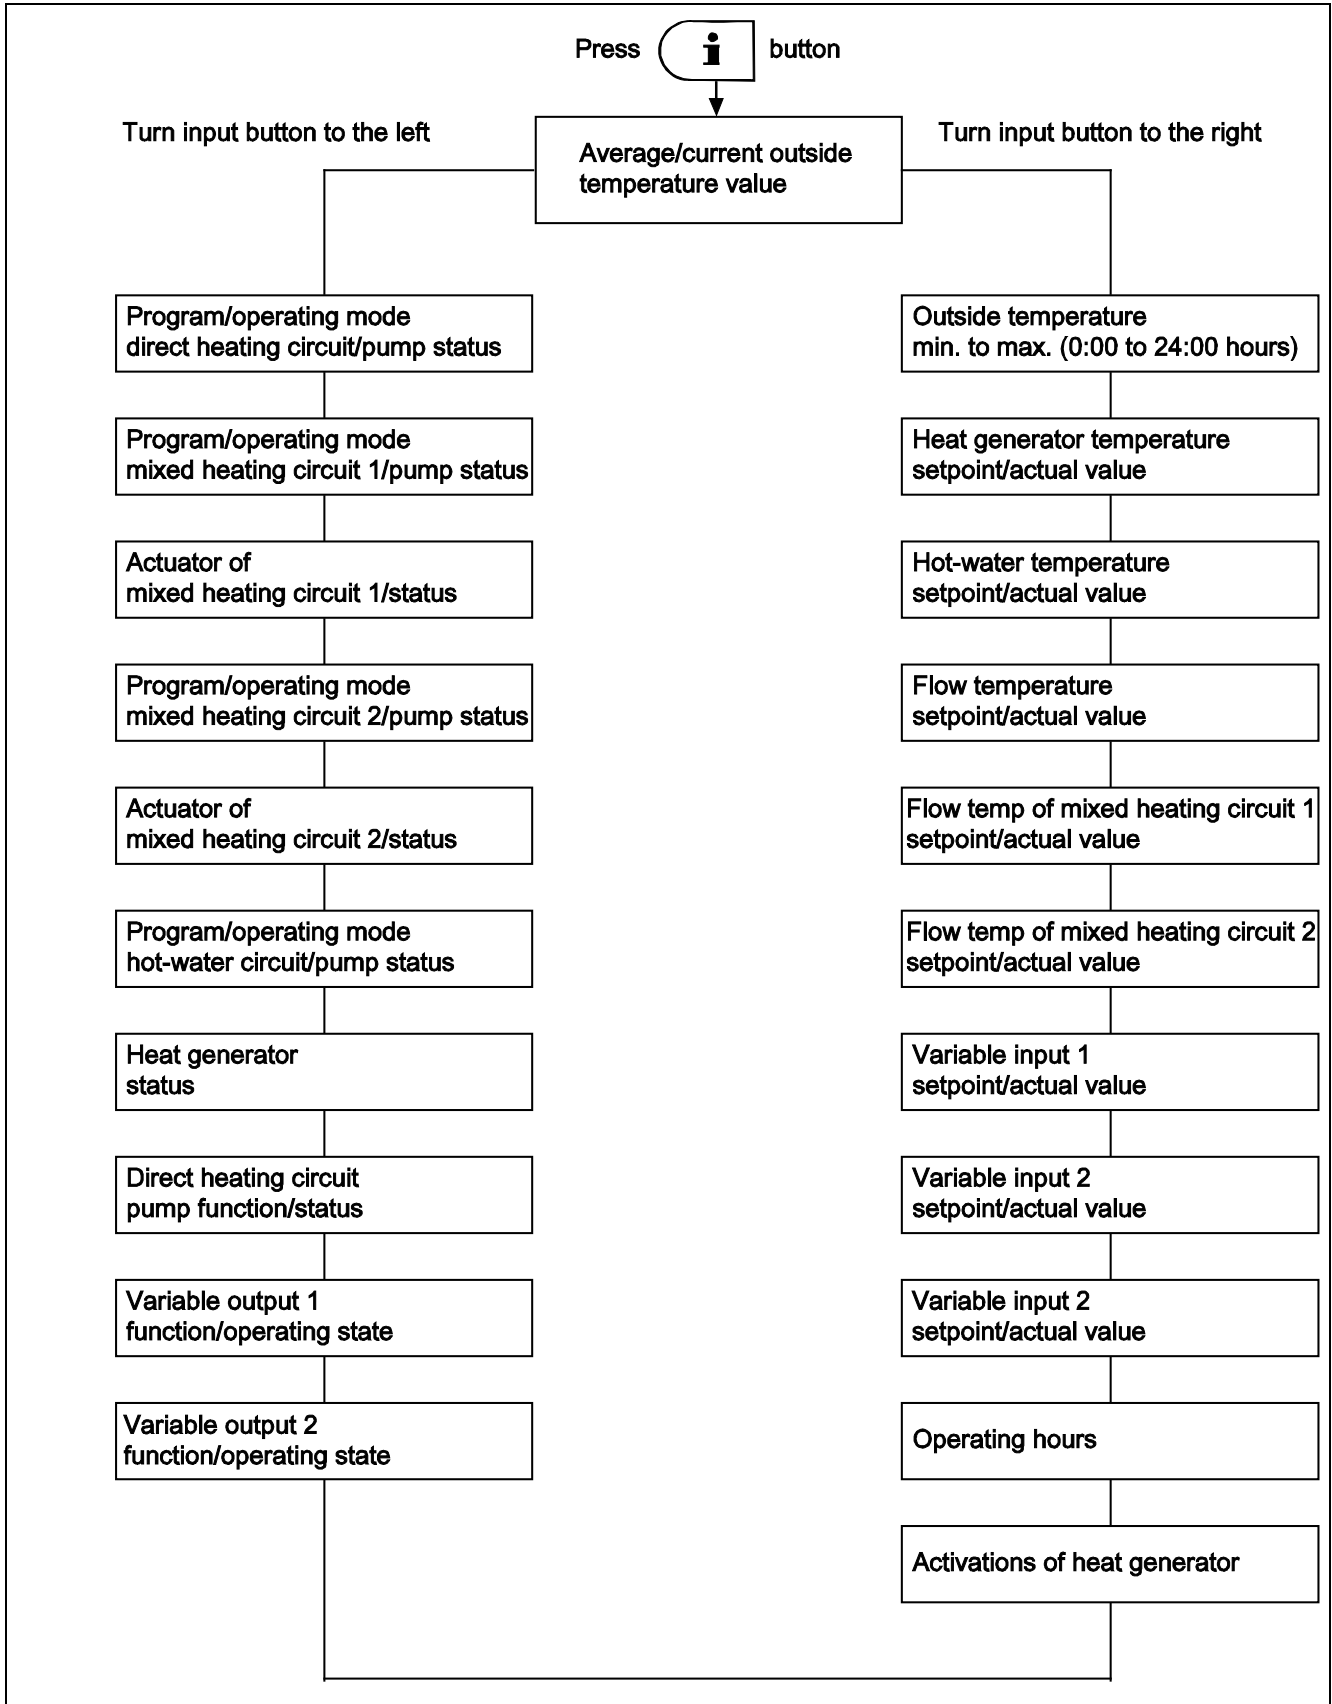 Press i button
Turn input button to the left
Average/current outside
temperature value
Turn input button to the right
Program/operating mode
direct heating circuit/pump status
Program/operating mode
mixed heating circuit 1/pump status
Actuator of
mixed heating circuit 1/status
Program/operating mode
mixed heating circuit 2/pump status
Actuator of
mixed heating circuit 2/status
Program/operating mode
hot-water circuit/pump status
Heat generator
status
Direct heating circuit
pump function/status
Variable output 1
function/operating state
Variable output 2
function/operating state
Outside temperature
min. to max. (0:00 to 24:00 hours)
Heat generator temperature
setpoint/actual value
Hot-water temperature
setpoint/actual value
Flow temperature
setpoint/actual value
Flow temp of mixed heating circuit 1
setpoint/actual value
Flow temp of mixed heating circuit 2
setpoint/actual value
Variable input 1
setpoint/actual value
Variable input 2
setpoint/actual value
Variable input 2
setpoint/actual value
Operating hours
Activations of heat generator